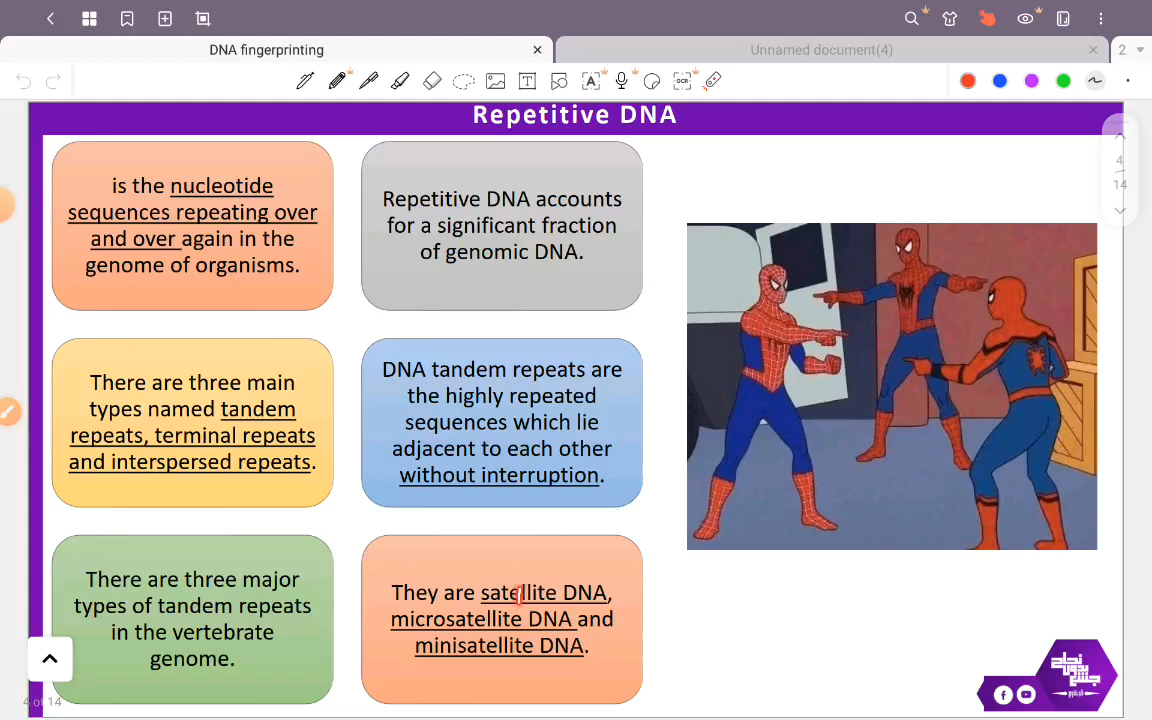 DNA fingerprinting
Unnamed document(4)
2
OCR
Repetitive DNA
is the nucleotide
sequences repeating over
and over again in the
genome of organisms.
Repetitive DNA accounts
for a significant fraction
of genomic DNA.
There are three main
types named tandem
repeats, terminal repeats
and interspersed repeats.
DNA tandem repeats are
the highly repeated
sequences which lie
adjacent to each other
without interruption.
There are three major
types of tandem repeats
in the vertebrate
genome.
They are satellite DNA,
microsatellite DNA and
minisatellite DNA.
4
14
4 of 14